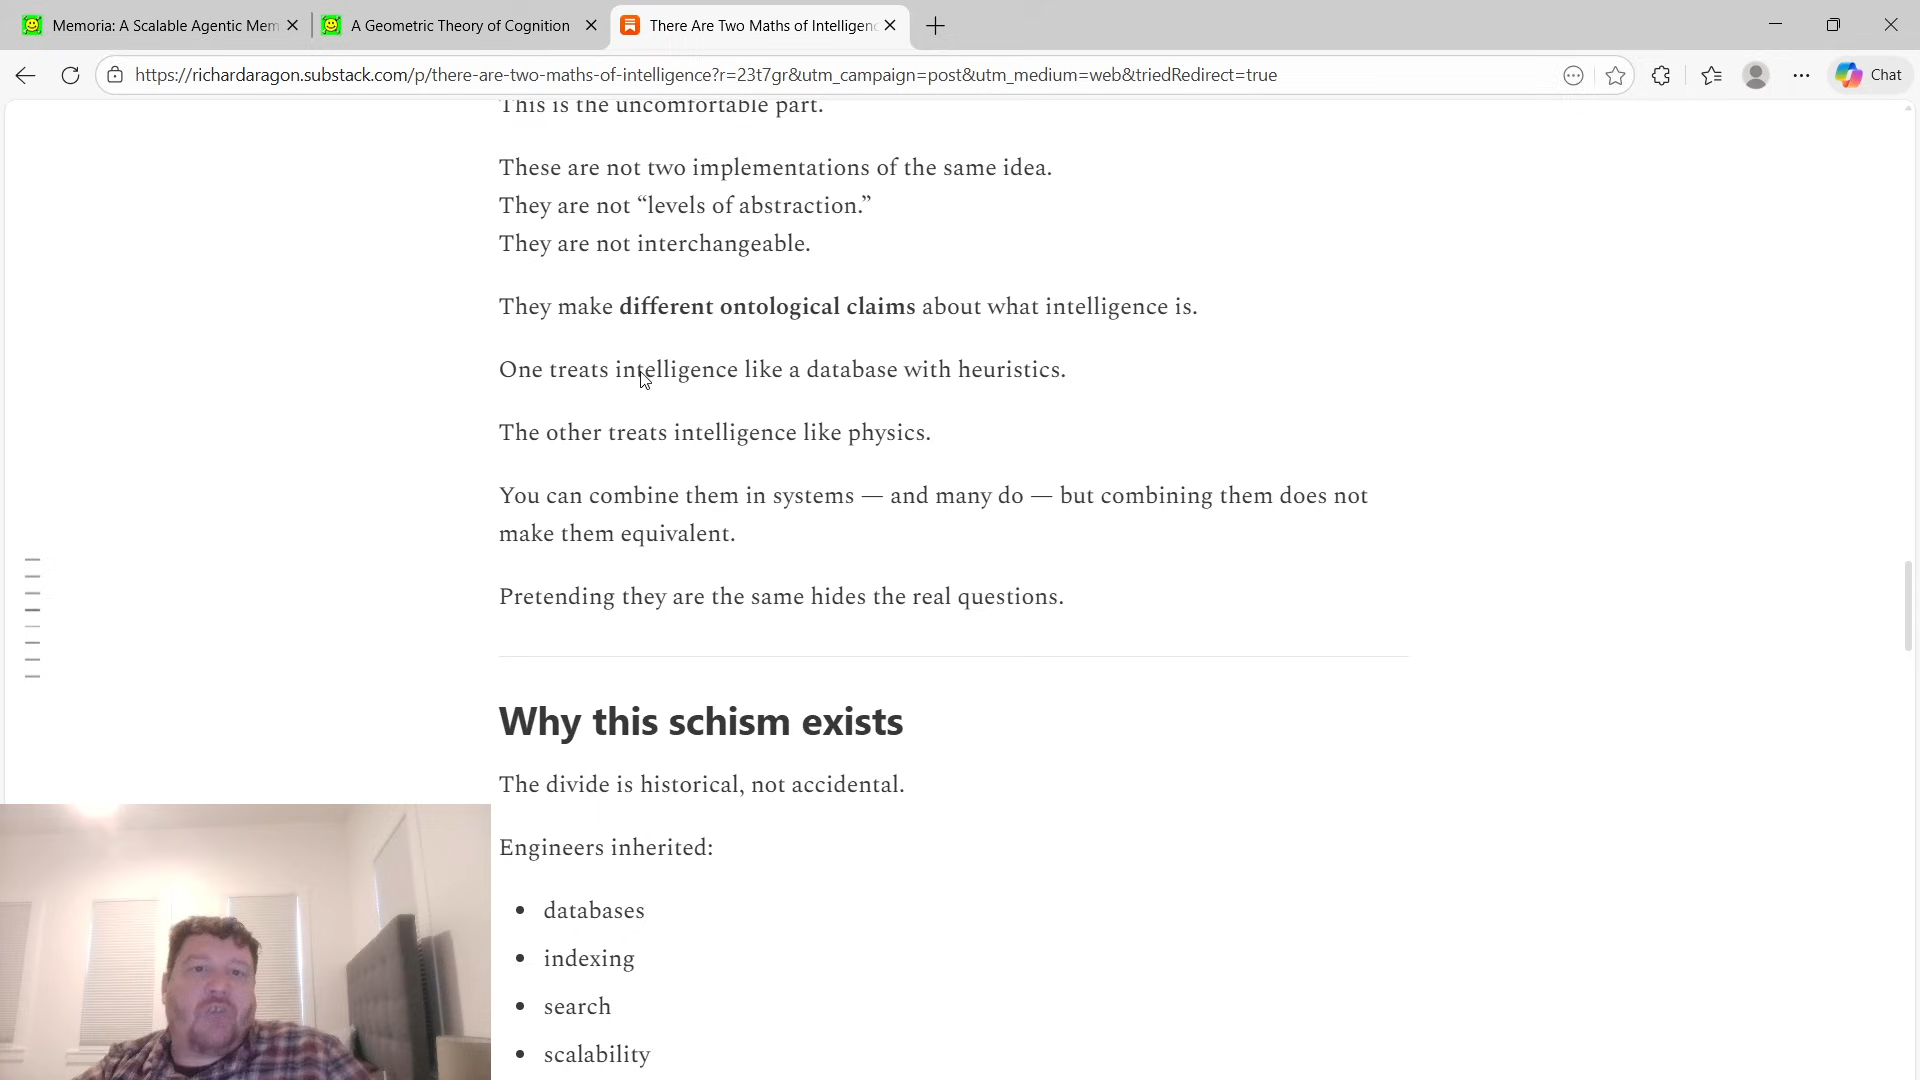 Memoria: A Scalable Agentic Mem
A Geometric Theory of Cognition
There Are Two Maths of Intelligenc
https://richardaragon.substack.com/p/there-are-two-maths-of-intelligence?r=23t7gr&utm_campaign=post&utm_medium=web&triedRedirect=true
Chat
This is the uncomfortable part.
These are not two implementations of the same idea.
They are not “levels of abstraction.”
They are not interchangeable.
They make different ontological claims about what intelligence is.
One treats intelligence like a database with heuristics.
The other treats intelligence like physics.
You can combine them in systems — and many do — but combining them does not
make them equivalent.
Pretending they are the same hides the real questions.
Why this schism exists
The divide is historical, not accidental.
Engineers inherited:
• databases
• indexing
• search
• scalability